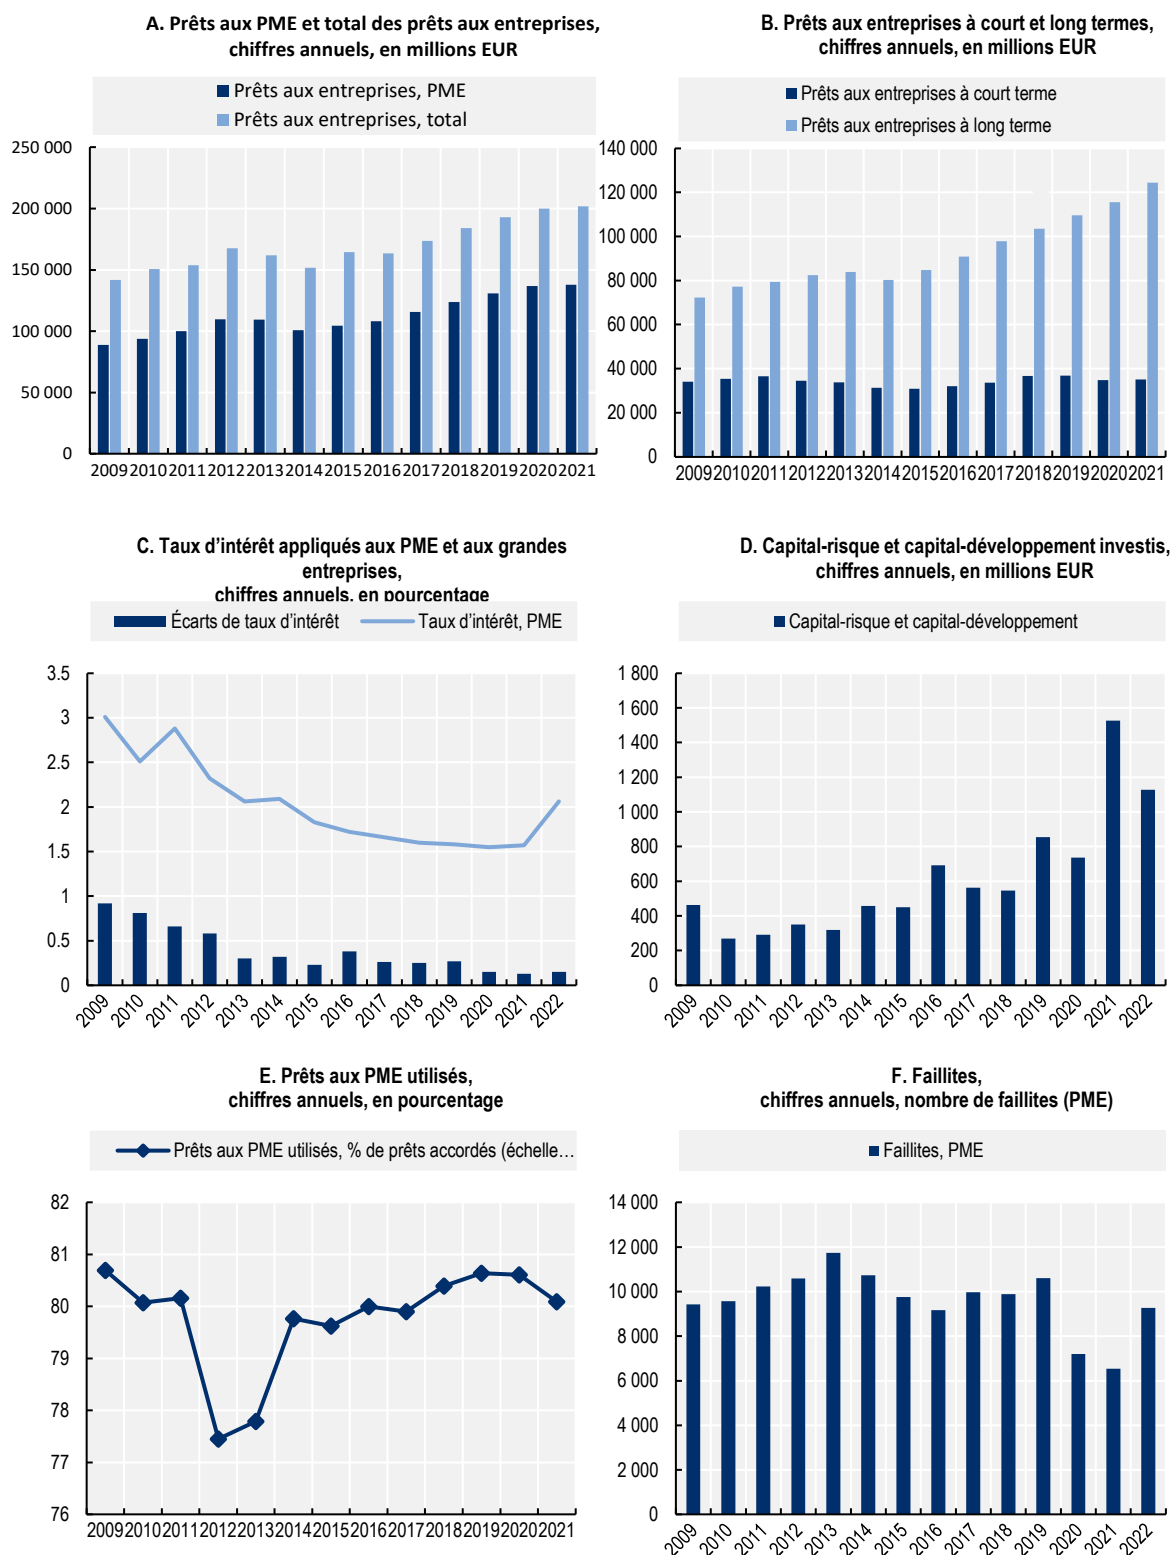 A. Prêts aux PME et total des prêts aux entreprises,
chiffres annuels, en millions EUR
Prêts aux entreprises, PME
Prêts aux entreprises, total
250 000
200 000
150 000
100 000
50 000
0
2009 2010 2011 2012 2013 2014 2015 2016 2017 2018 2019 2020 2021
B. Prêts aux entreprises à court et long termes,
chiffres annuels, en millions EUR
Prêts aux entreprises à court terme
Prêts aux entreprises à long terme
140 000
120 000
100 000
80 000
60 000
40 000
20 000
0
2009 2010 2011 2012 2013 2014 2015 2016 2017 2018 2019 2020 2021
C. Taux d’intérêt appliqués aux PME et aux grandes
entreprises,
chiffres annuels, en pourcentage
Écarts de taux d’intérêt Taux d’intérêt, PME
3.5
3
2.5
2
1.5
1
0.5
0
2009 2010 2011 2012 2013 2014 2015 2016 2017 2018 2019 2020 2021 2022
D. Capital-risque et capital-développement investis,
chiffres annuels, en millions EUR
Capital-risque et capital-développement
1 800
1 600
1 400
1 200
1 000
800
600
400
200
0
2009 2010 2011 2012 2013 2014 2015 2016 2017 2018 2019 2020 2021 2022
E. Prêts aux PME utilisés,
chiffres annuels, en pourcentage
Prêts aux PME utilisés, % de prêts accordés (échelle…
82
81
80
79
78
77
76
2009 2010 2011 2012 2013 2014 2015 2016 2017 2018 2019 2020 2021
F. Faillites,
chiffres annuels, nombre de faillites (PME)
Faillites, PME
14 000
12 000
10 000
8 000
6 000
4 000
2 000
0
2009 2010 2011 2012 2013 2014 2015 2016 2017 2018 2019 2020 2021 2022